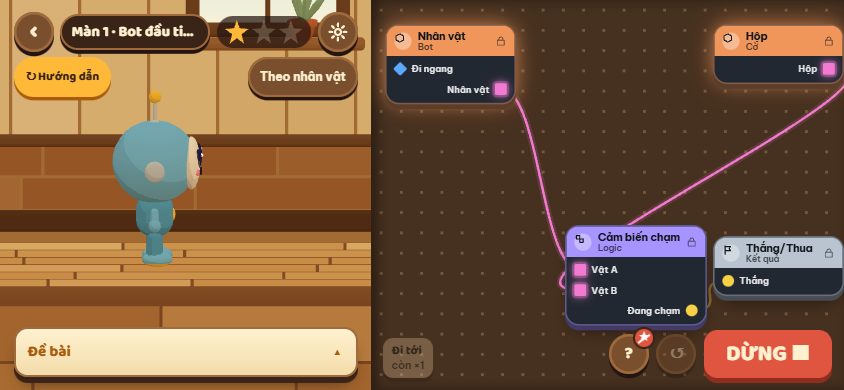 Màn 1 · Bot đầu ti...
Hướng dẫn
Theo nhân vật
Đề bài
Nhân vật
Bot
Đi ngang
Nhân vật
Hộp
Cỡ
Hộp
Cảm biến chạm
Logic
Vật A
Vật B
Đang chạm
Thắng/Thua
Kết quả
Thắng
Đi tới
còn ×1
?
DỪNG